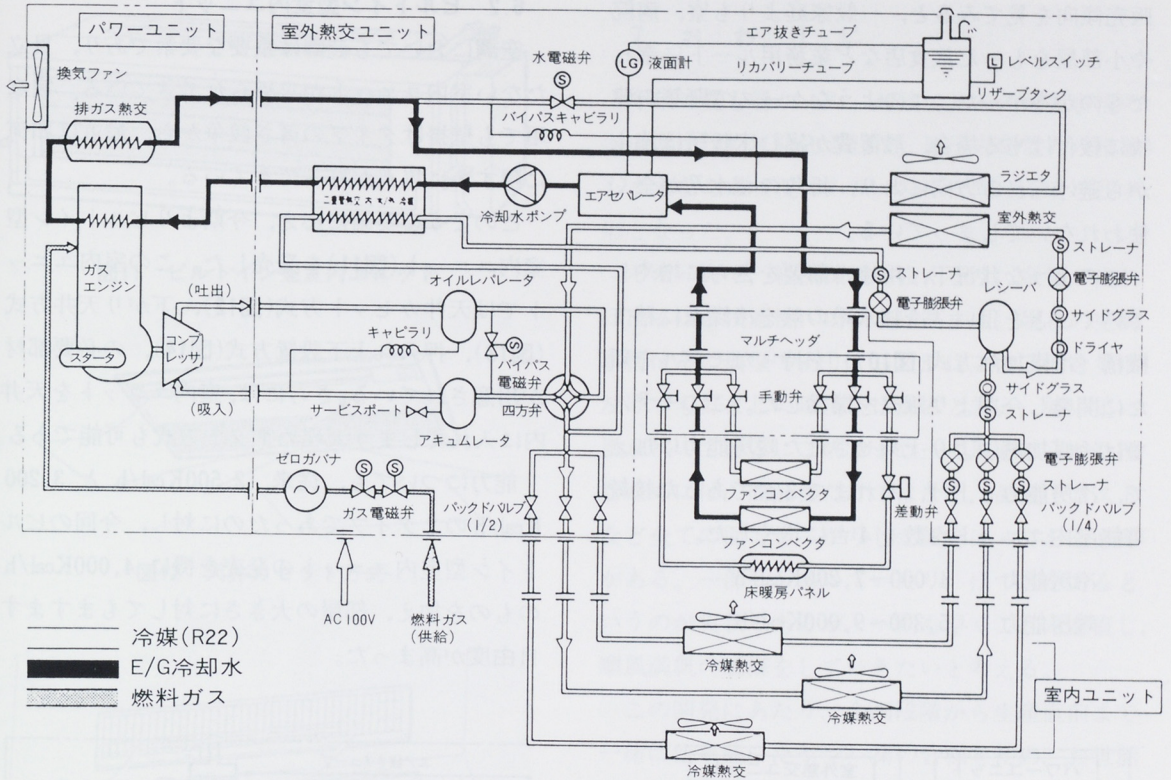 パワーユニット
室外熱交ユニット
換気ファン
排ガス熱交
水電磁弁
S
バイパスキャピラリ
LG
液面計
エア抜きチューブ
リカバリーチューブ
L
レベルスイッチ
リザーブタンク
ラジエタ
冷却水ポンプ
エアセパレータ
室外熱交
ガス
エンジン
スタータ
コンプ
レッサ
(吐出)
(吸入)
オイルレパレータ
キャピラリ
S
バイパス
電磁弁
四方弁
サービスポート
アキュムレータ
マルチヘッダ
手動弁
S
ストレーナ
電子膨張弁
レシーバ
S
ストレーナ
電子膨張弁
サイドグラス
S
ドライヤ
サイドグラス
S
ストレーナ
電子膨張弁
S
S
S
ストレーナ
パックドバルブ
(1/4)
ゼログバナ
S
S
ガス電磁弁
パックドバルブ
(1/2)
ファンコンベクタ
ファンコンベクタ
差動弁
床暖房パネル
AC100V
燃料ガス
(供給)
冷媒熱交
冷媒熱交
冷媒熱交
室内ユニット
冷媒(R22)
E/G冷却水
燃料ガス